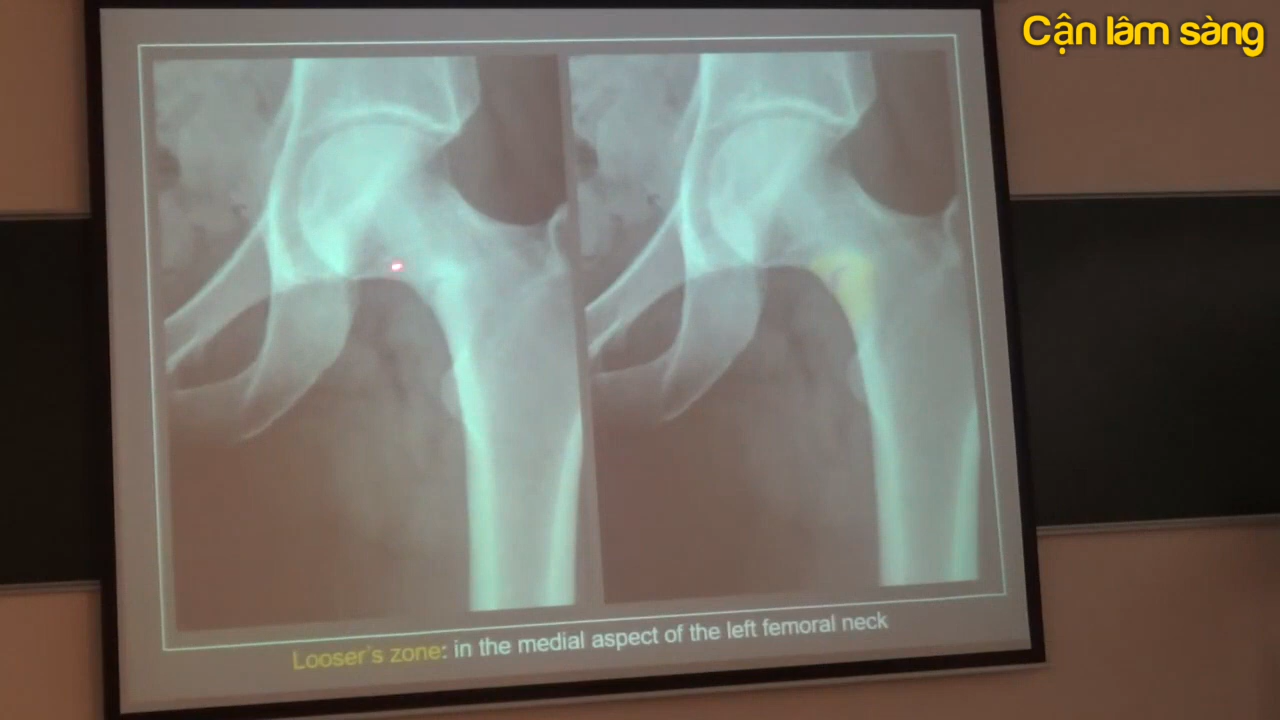 Cận lâm sàng
Looser's zone: in the medial aspect of the left femoral neck